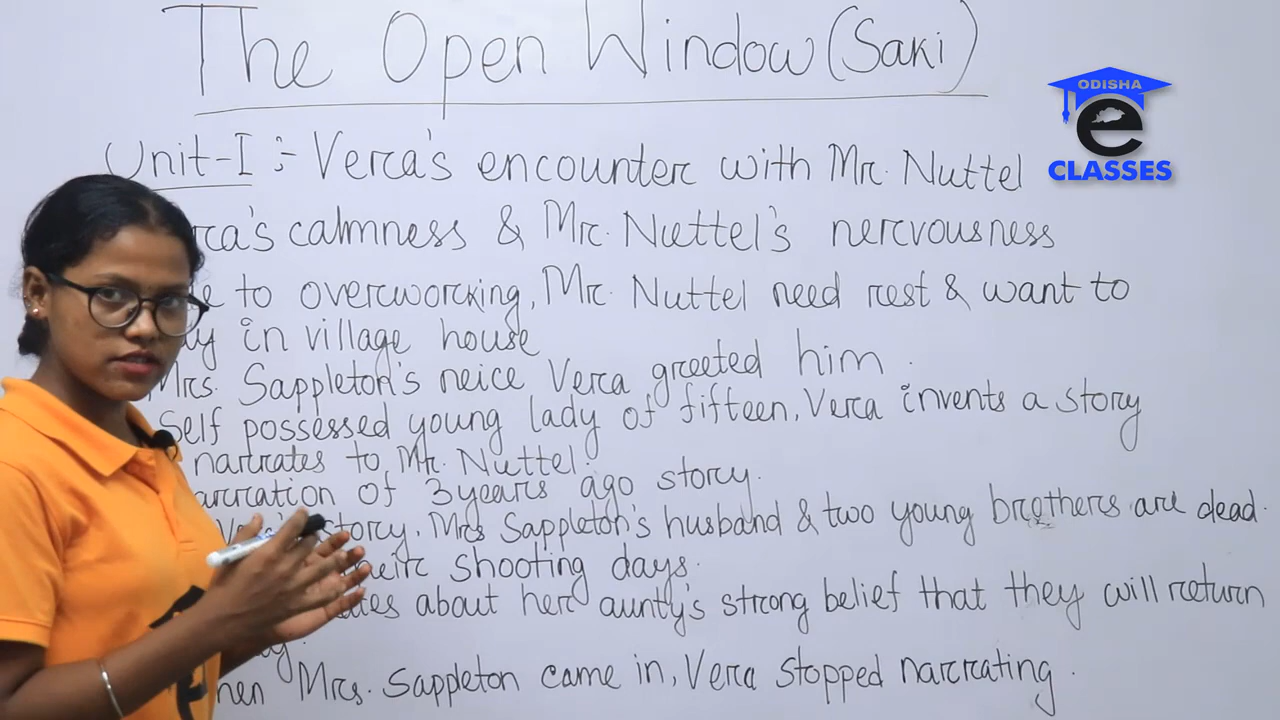 The Open Window (Saki)
ODISHA
e
CLASSES
Unit-I :- Vera's encounter with Mr. Nuttel
calmness & Mr. Nuttel's nervousness
to overworking, Mr. Nuttel need rest & want to
in village house
Mrs. Sappleton's neice Vera greeted him.
Self possessed young lady of fifteen, Vera invents a story
narrates to Mr. Nuttel.
of 3 years ago story.
story, Mrs Sappleton's husband & two young brothers are dead.
shooting days.
about her aunty's strong belief that they will return
Mrs. Sappleton came in, Vera stopped narrating.